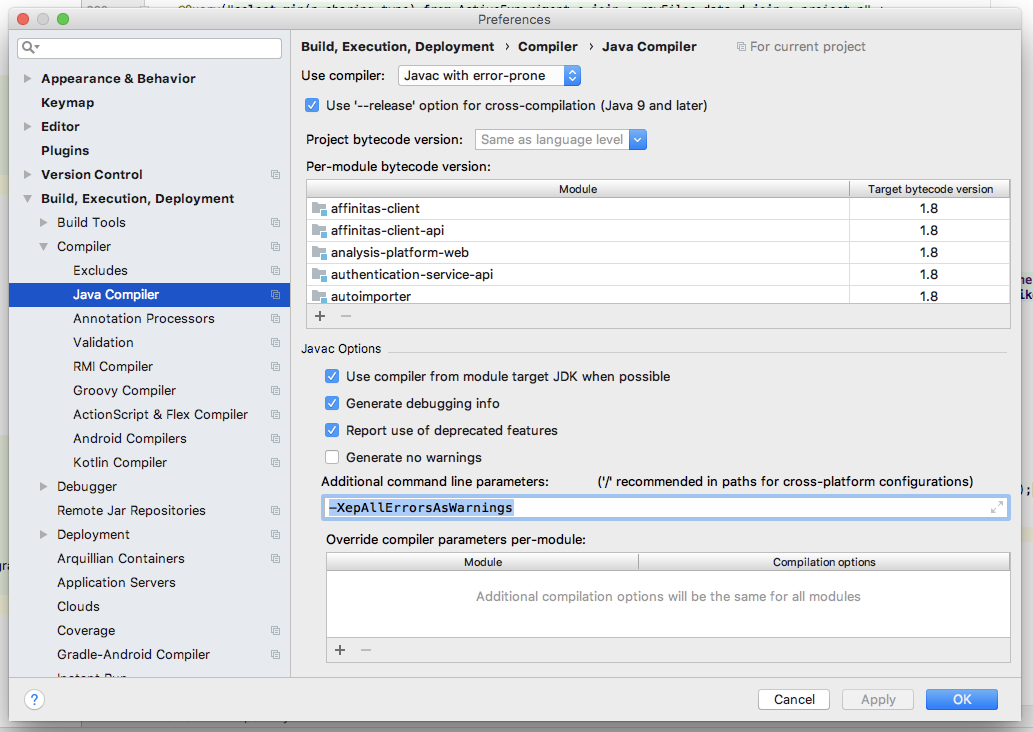 Preferences
Build, Execution, Deployment › Compiler › Java Compiler
For current project
Appearance & Behavior
Keymap
Editor
Plugins
Version Control
Build, Execution, Deployment
Build Tools
Compiler
Excludes
Java Compiler
Annotation Processors
Validation
RMI Compiler
Groovy Compiler
ActionScript & Flex Compiler
Android Compilers
Kotlin Compiler
Debugger
Remote Jar Repositories
Deployment
Arquillian Containers
Application Servers
Clouds
Coverage
Gradle-Android Compiler
Instant Run
Use compiler: Javac with error-prone
Use '--release' option for cross-compilation (Java 9 and later)
Project bytecode version: Same as language level
Per-module bytecode version:
Module Target bytecode version
affinitas-client 1.8
affinitas-client-api 1.8
analysis-platform-web 1.8
authentication-service-api 1.8
autoimporter 1.8
+ −
Javac Options
Use compiler from module target JDK when possible
Generate debugging info
Report use of deprecated features
Generate no warnings
Additional command line parameters: ('/' recommended in paths for cross-platform configurations)
-XepAllErrorsAsWarnings
Override compiler parameters per-module:
Module Compilation options
Additional compilation options will be the same for all modules
+ −
? Cancel Apply OK